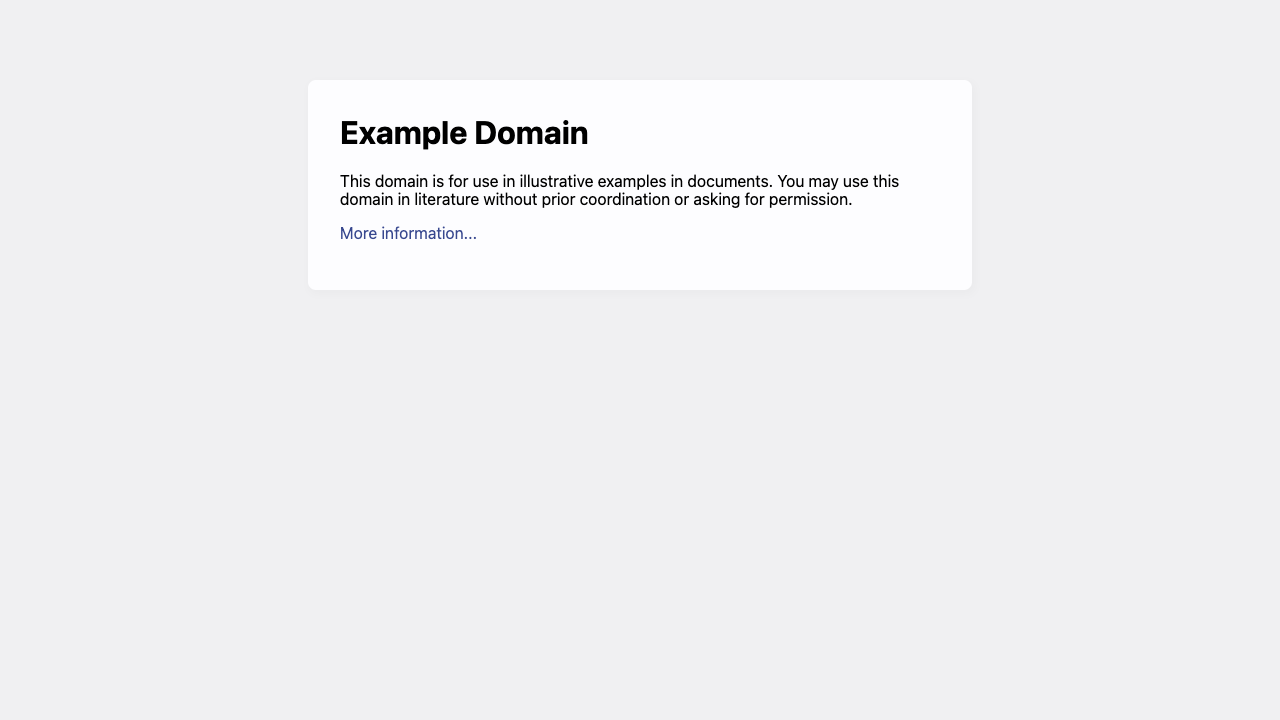 Example Domain
This domain is for use in illustrative examples in documents. You may use this
domain in literature without prior coordination or asking for permission.
More information...